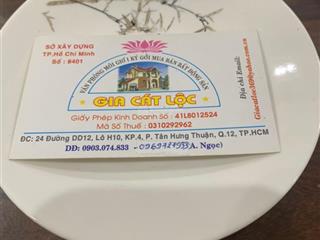 SỞ XÂY DỰNG
TP.Hồ Chí Minh
Số : 8401
VĂN PHÒNG MÔI GIỚI KÝ GỞI MUA BÁN BẤT ĐỘNG SẢN
GIA CÁT LỘC
Giấy Phép Kinh Doanh Số : 41L8012524
Mã Số Thuế : 0310292962
ĐC: 24 Đường DD12, Lô H10, KP.4, P. Tân Hưng Thuận, Q.12, TP.HCM
DĐ: 0903.074.833 - 0969727933(A. Ngọc)
Địa chỉ Email: